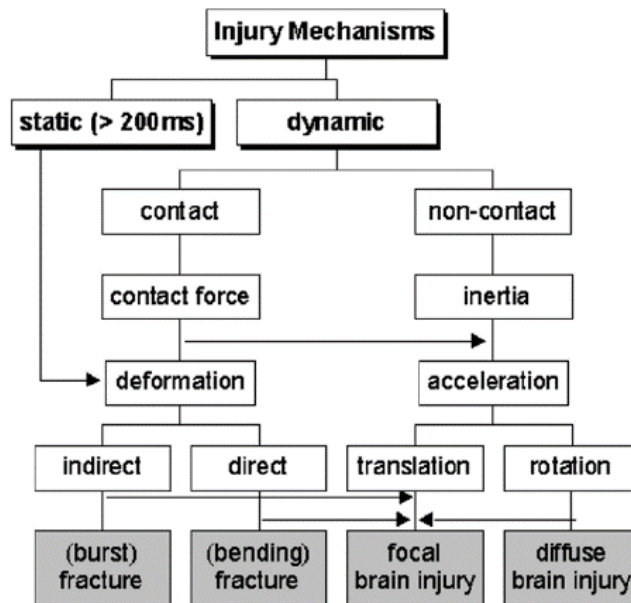 Injury Mechanisms
static (> 200ms)
dynamic
contact
non-contact
contact force
inertia
deformation
acceleration
indirect
direct
translation
rotation
(burst)
fracture
(bending)
fracture
focal
brain injury
diffuse
brain injury